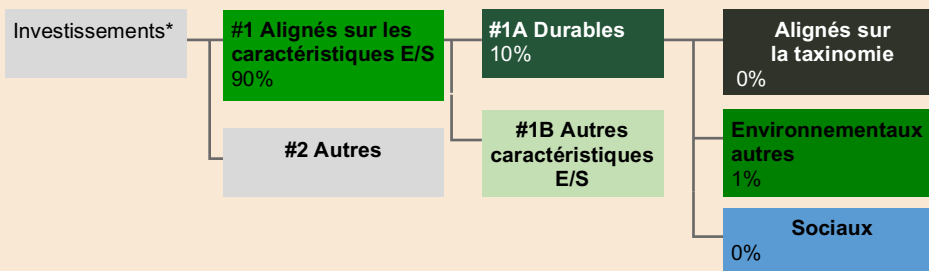 Investissements*
#1 Alignés sur les
caractéristiques E/S
90%
#2 Autres
#1A Durables
10%
#1B Autres
caractéristiques
E/S
Alignés sur
la taxinomie
0%
Environnementaux
autres
1%
Sociaux
0%